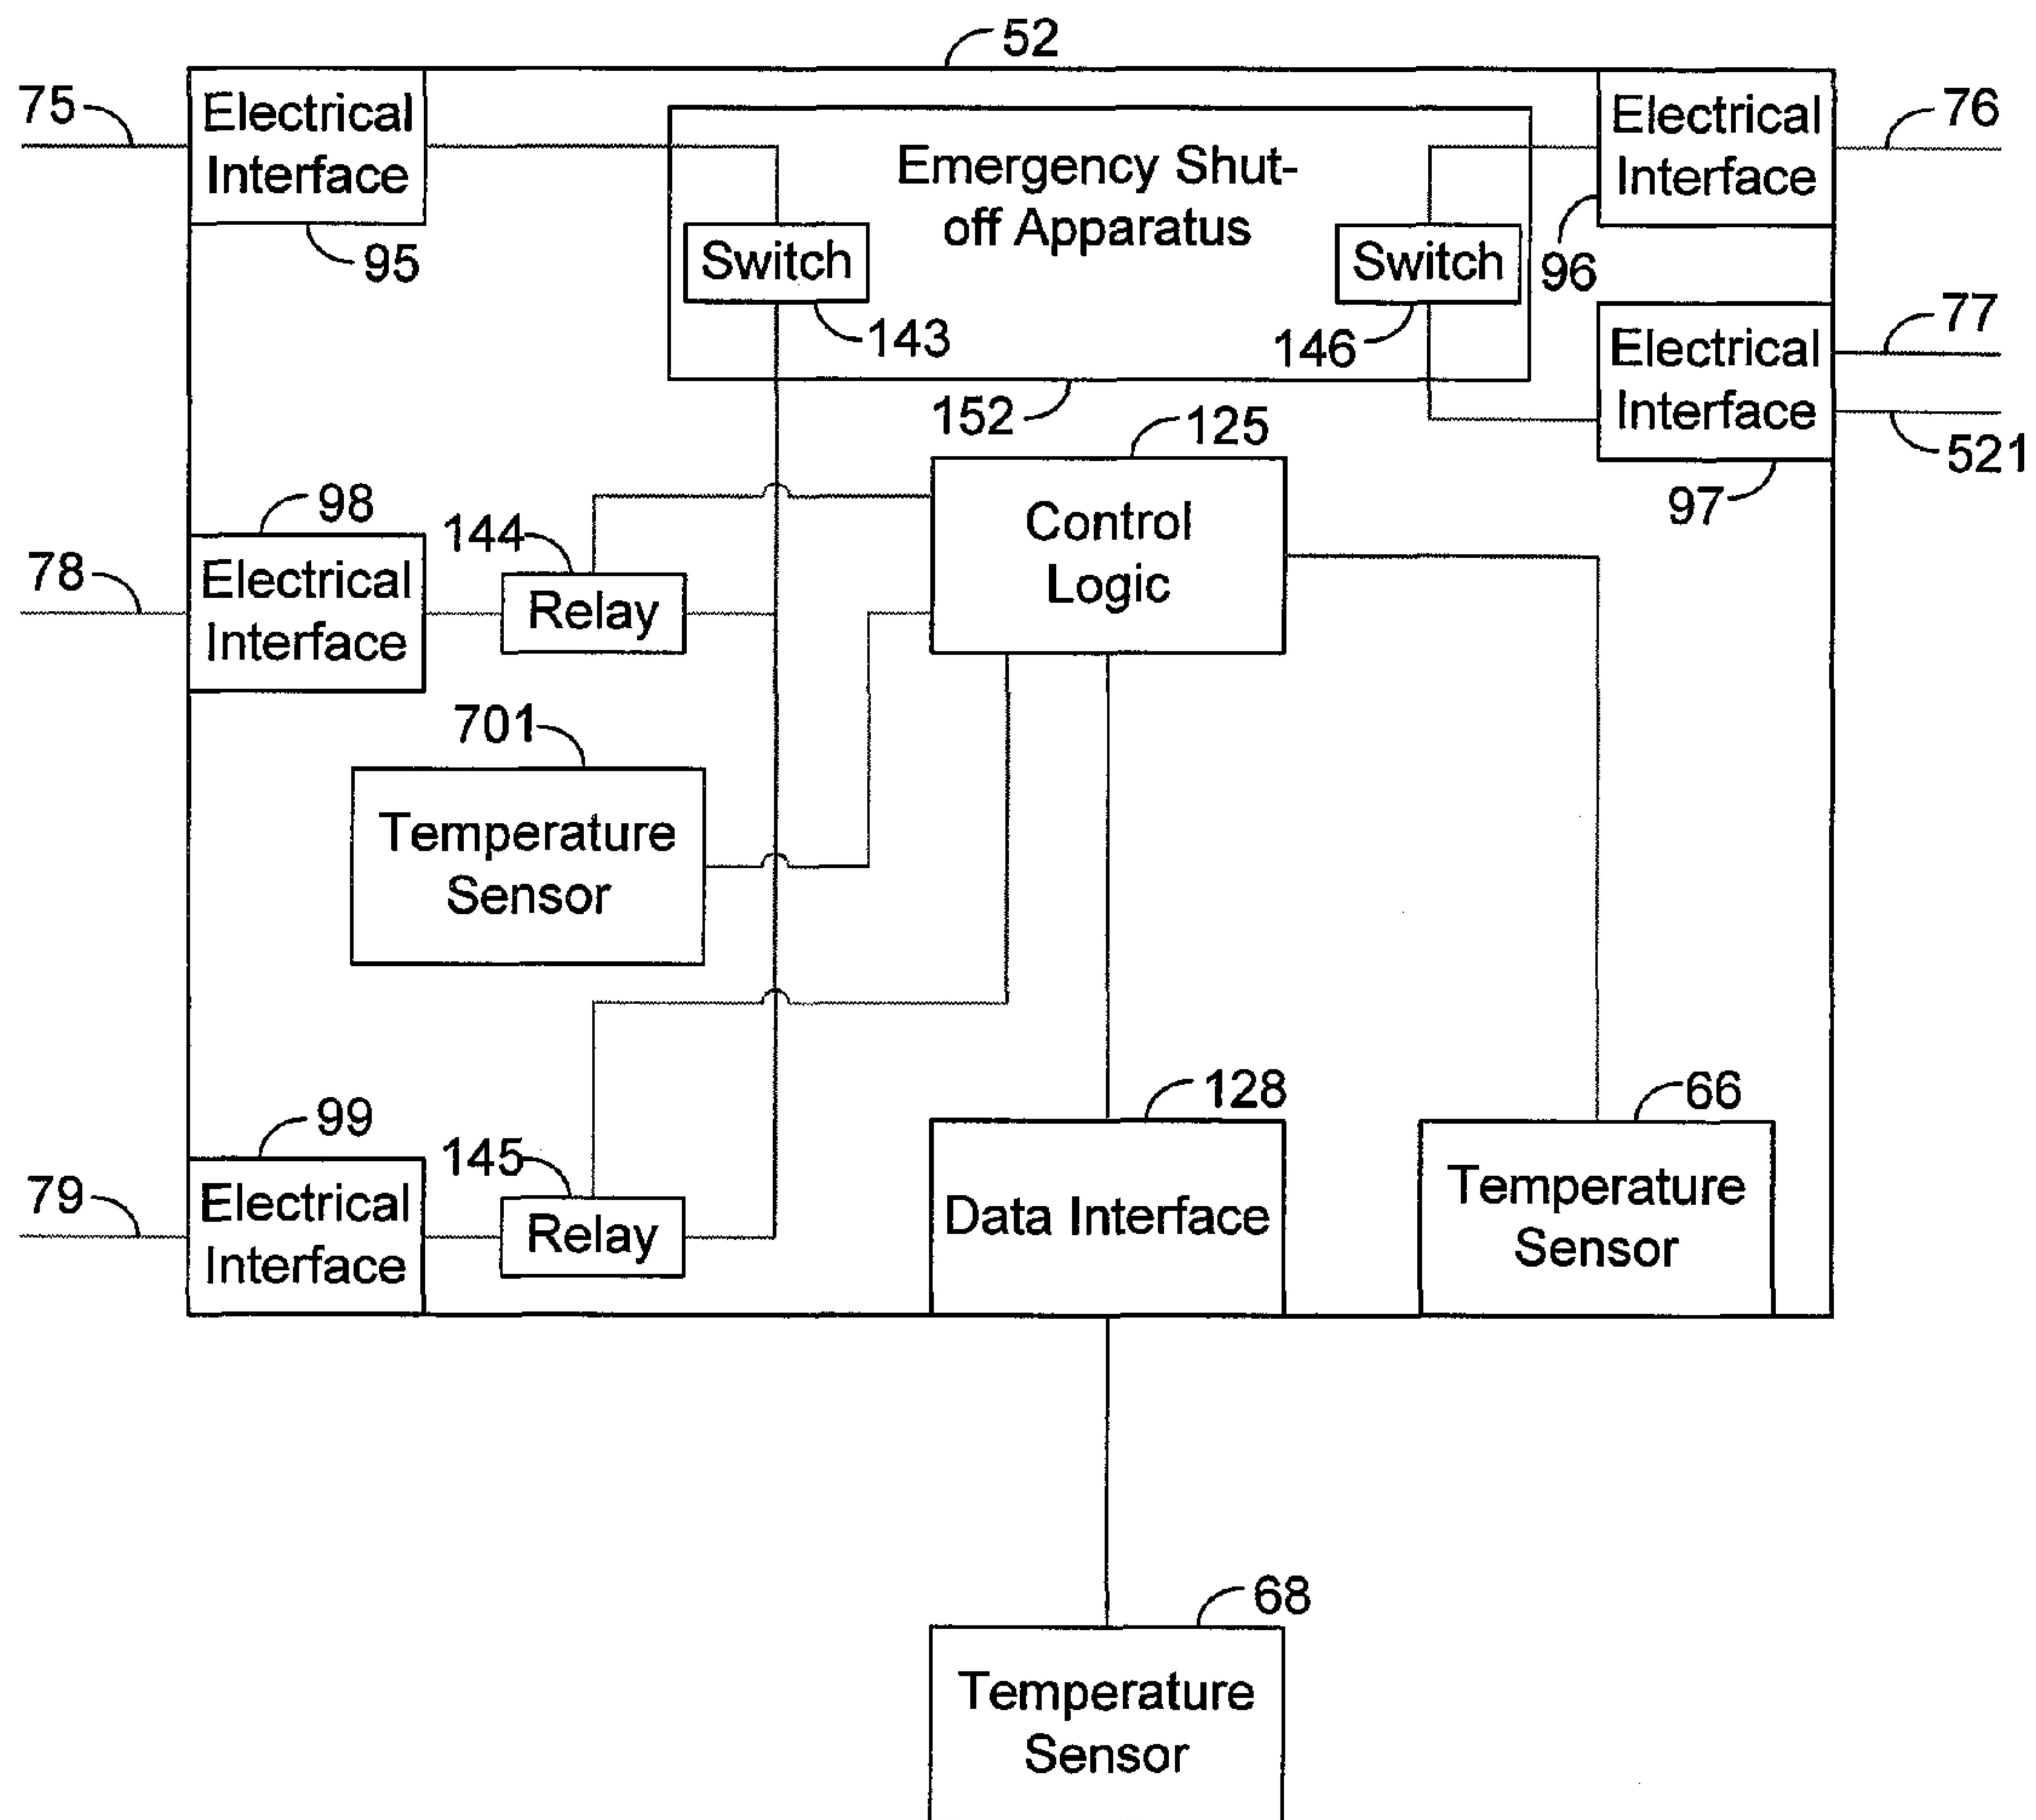 52
75
Electrical
Interface
95
Emergency Shut-
off Apparatus
Switch
143
Switch
146
152
Electrical
Interface
76
96
Electrical
Interface
77
521
97
125
Control
Logic
98
78
Electrical
Interface
144
Relay
701
Temperature
Sensor
99
79
Electrical
Interface
145
Relay
128
Data Interface
66
Temperature
Sensor
68
Temperature
Sensor